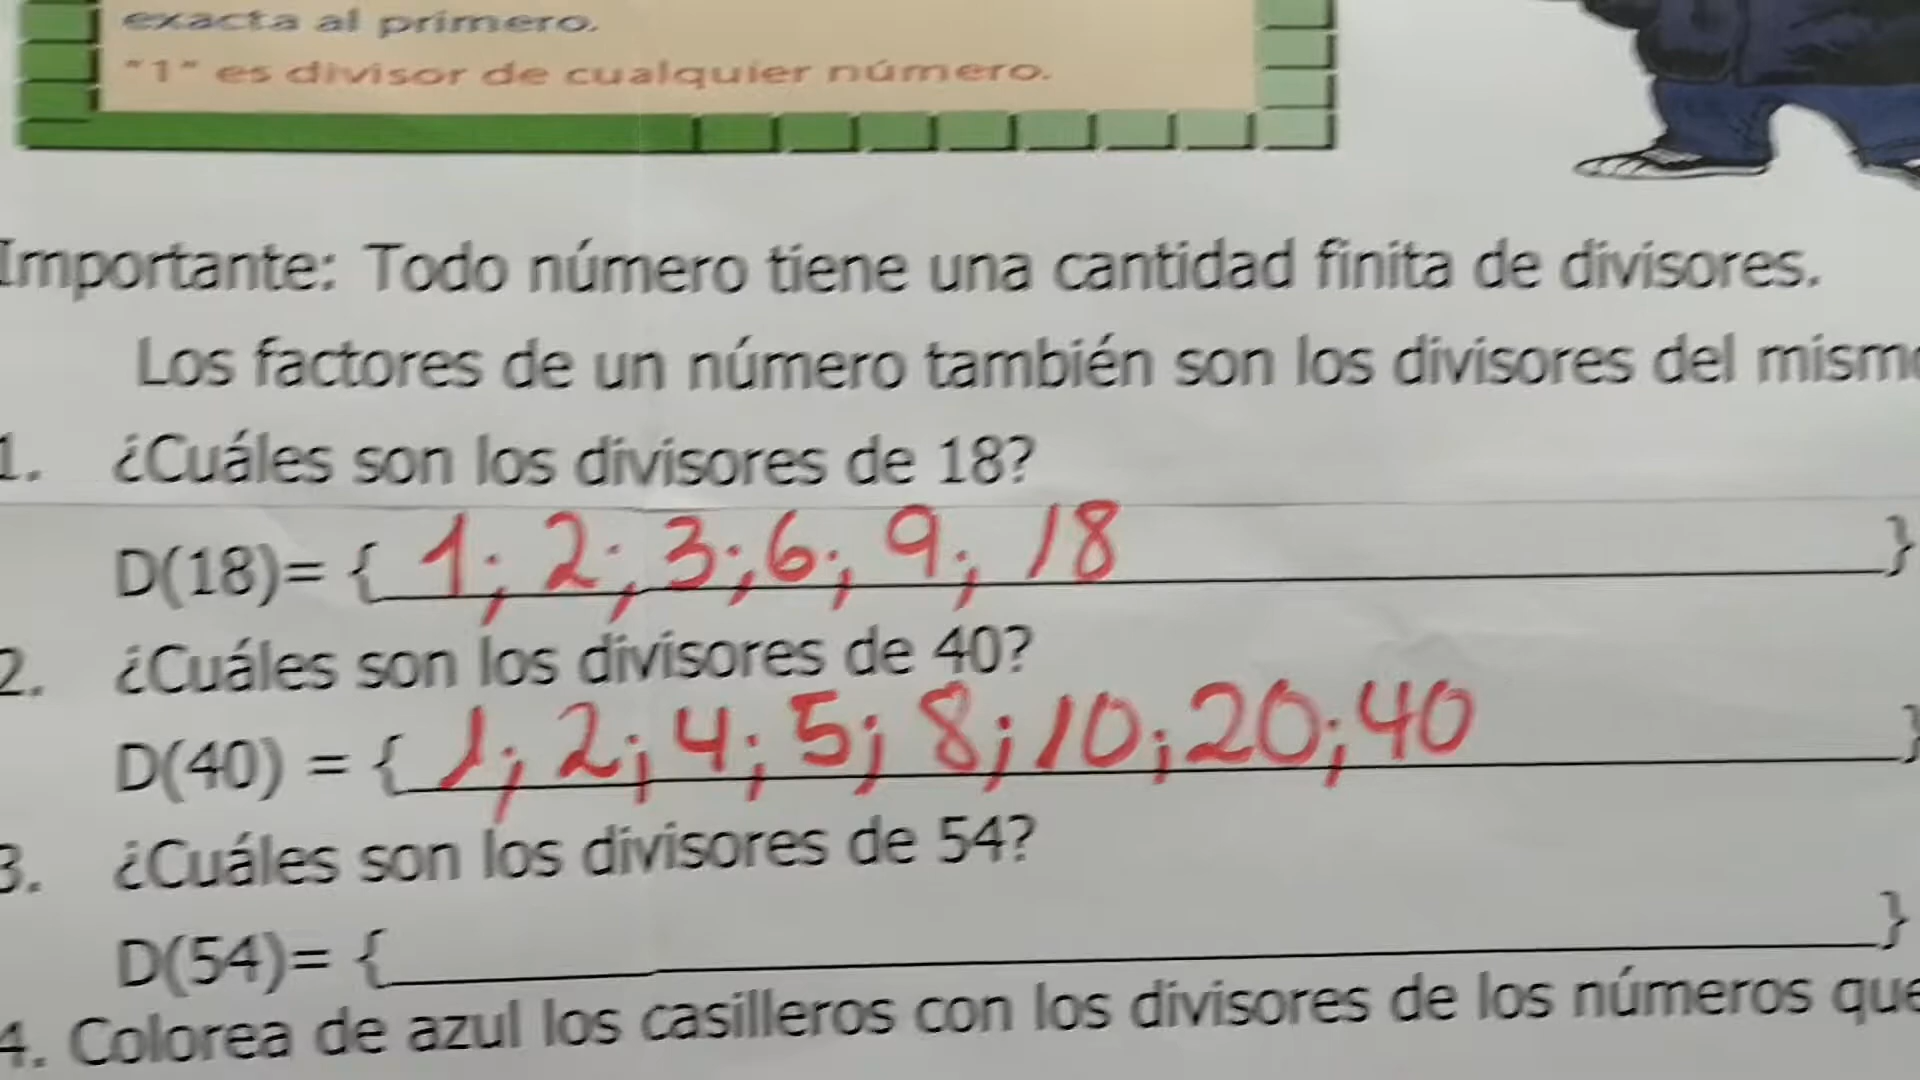 exacta al primero.
"1" es divisor de cualquier número.
Importante: Todo número tiene una cantidad finita de divisores.
Los factores de un número también son los divisores del mismo
1. ¿Cuáles son los divisores de 18?
D(18)= { 1; 2; 3; 6; 9; 18 }
2. ¿Cuáles son los divisores de 40?
D(40) = { 1; 2; 4; 5; 8; 10; 20; 40 }
3. ¿Cuáles son los divisores de 54?
D(54)= { }
4. Colorea de azul los casilleros con los divisores de los números que